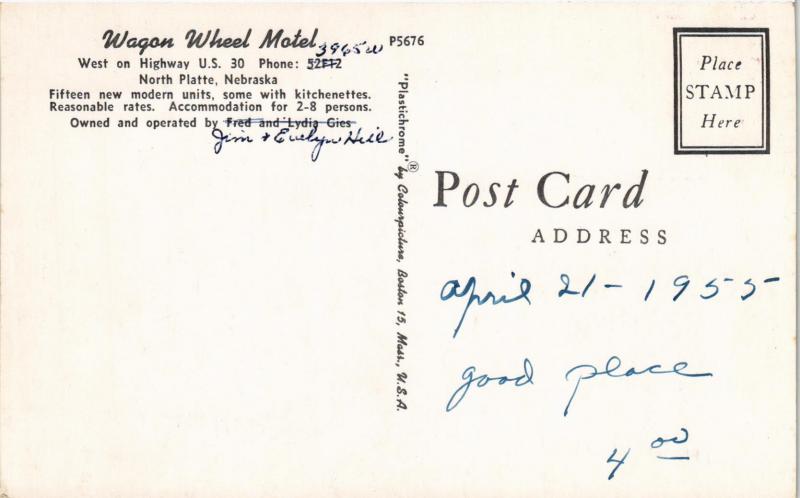 Wagon Wheel Motel
3965W
West on Highway U.S. 30 Phone:
North Platte, Nebraska
Fifteen new modern units, some with kitchenettes.
Reasonable rates. Accommodation for 2-8 persons.
Owned and operated by Fred and Lydia Gies
Jim & Evelyn Hill
P5676
"Plastichrome"® by Colourpicture, Boston 15, Mass., U.S.A.
Place
STAMP
Here
Post Card
ADDRESS
April 21 - 1955
good place
4 00